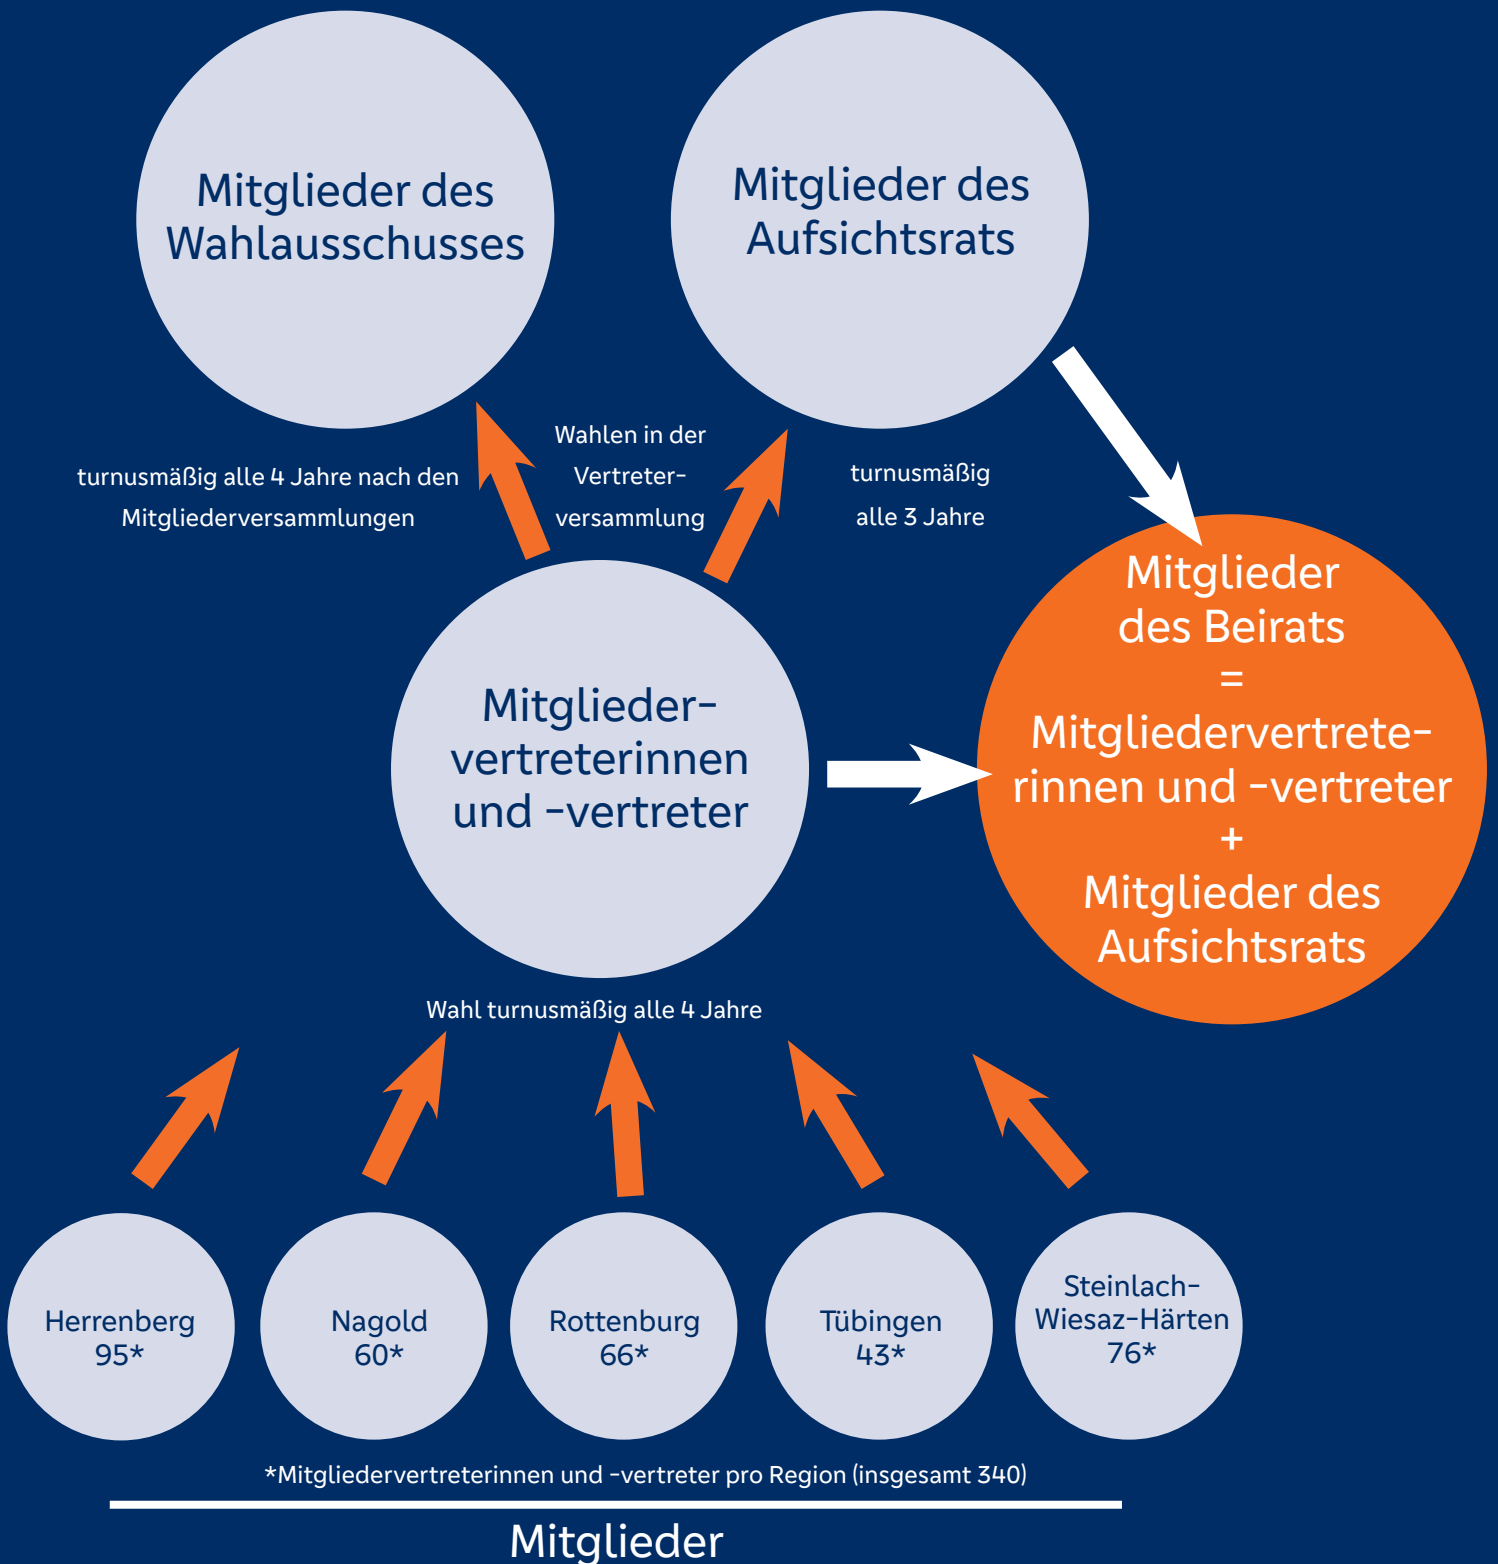 Mitglieder des
Wahlausschusses
Mitglieder des
Aufsichtsrats
turnusmäßig alle 4 Jahre nach den
Mitgliederversammlungen
Wahlen in der
Vertreter-
versammlung
turnusmäßig
alle 3 Jahre
Mitglieder-
vertreterinnen
und -vertreter
Mitglieder
des Beirats
=
Mitgliedervertrete-
rinnen und -vertreter
+
Mitglieder des
Aufsichtsrats
Wahl turnusmäßig alle 4 Jahre
Herrenberg
95*
Nagold
60*
Rottenburg
66*
Tübingen
43*
Steinlach-
Wiesaz-Härten
76*
*Mitgliedervertreterinnen und -vertreter pro Region (insgesamt 340)
Mitglieder